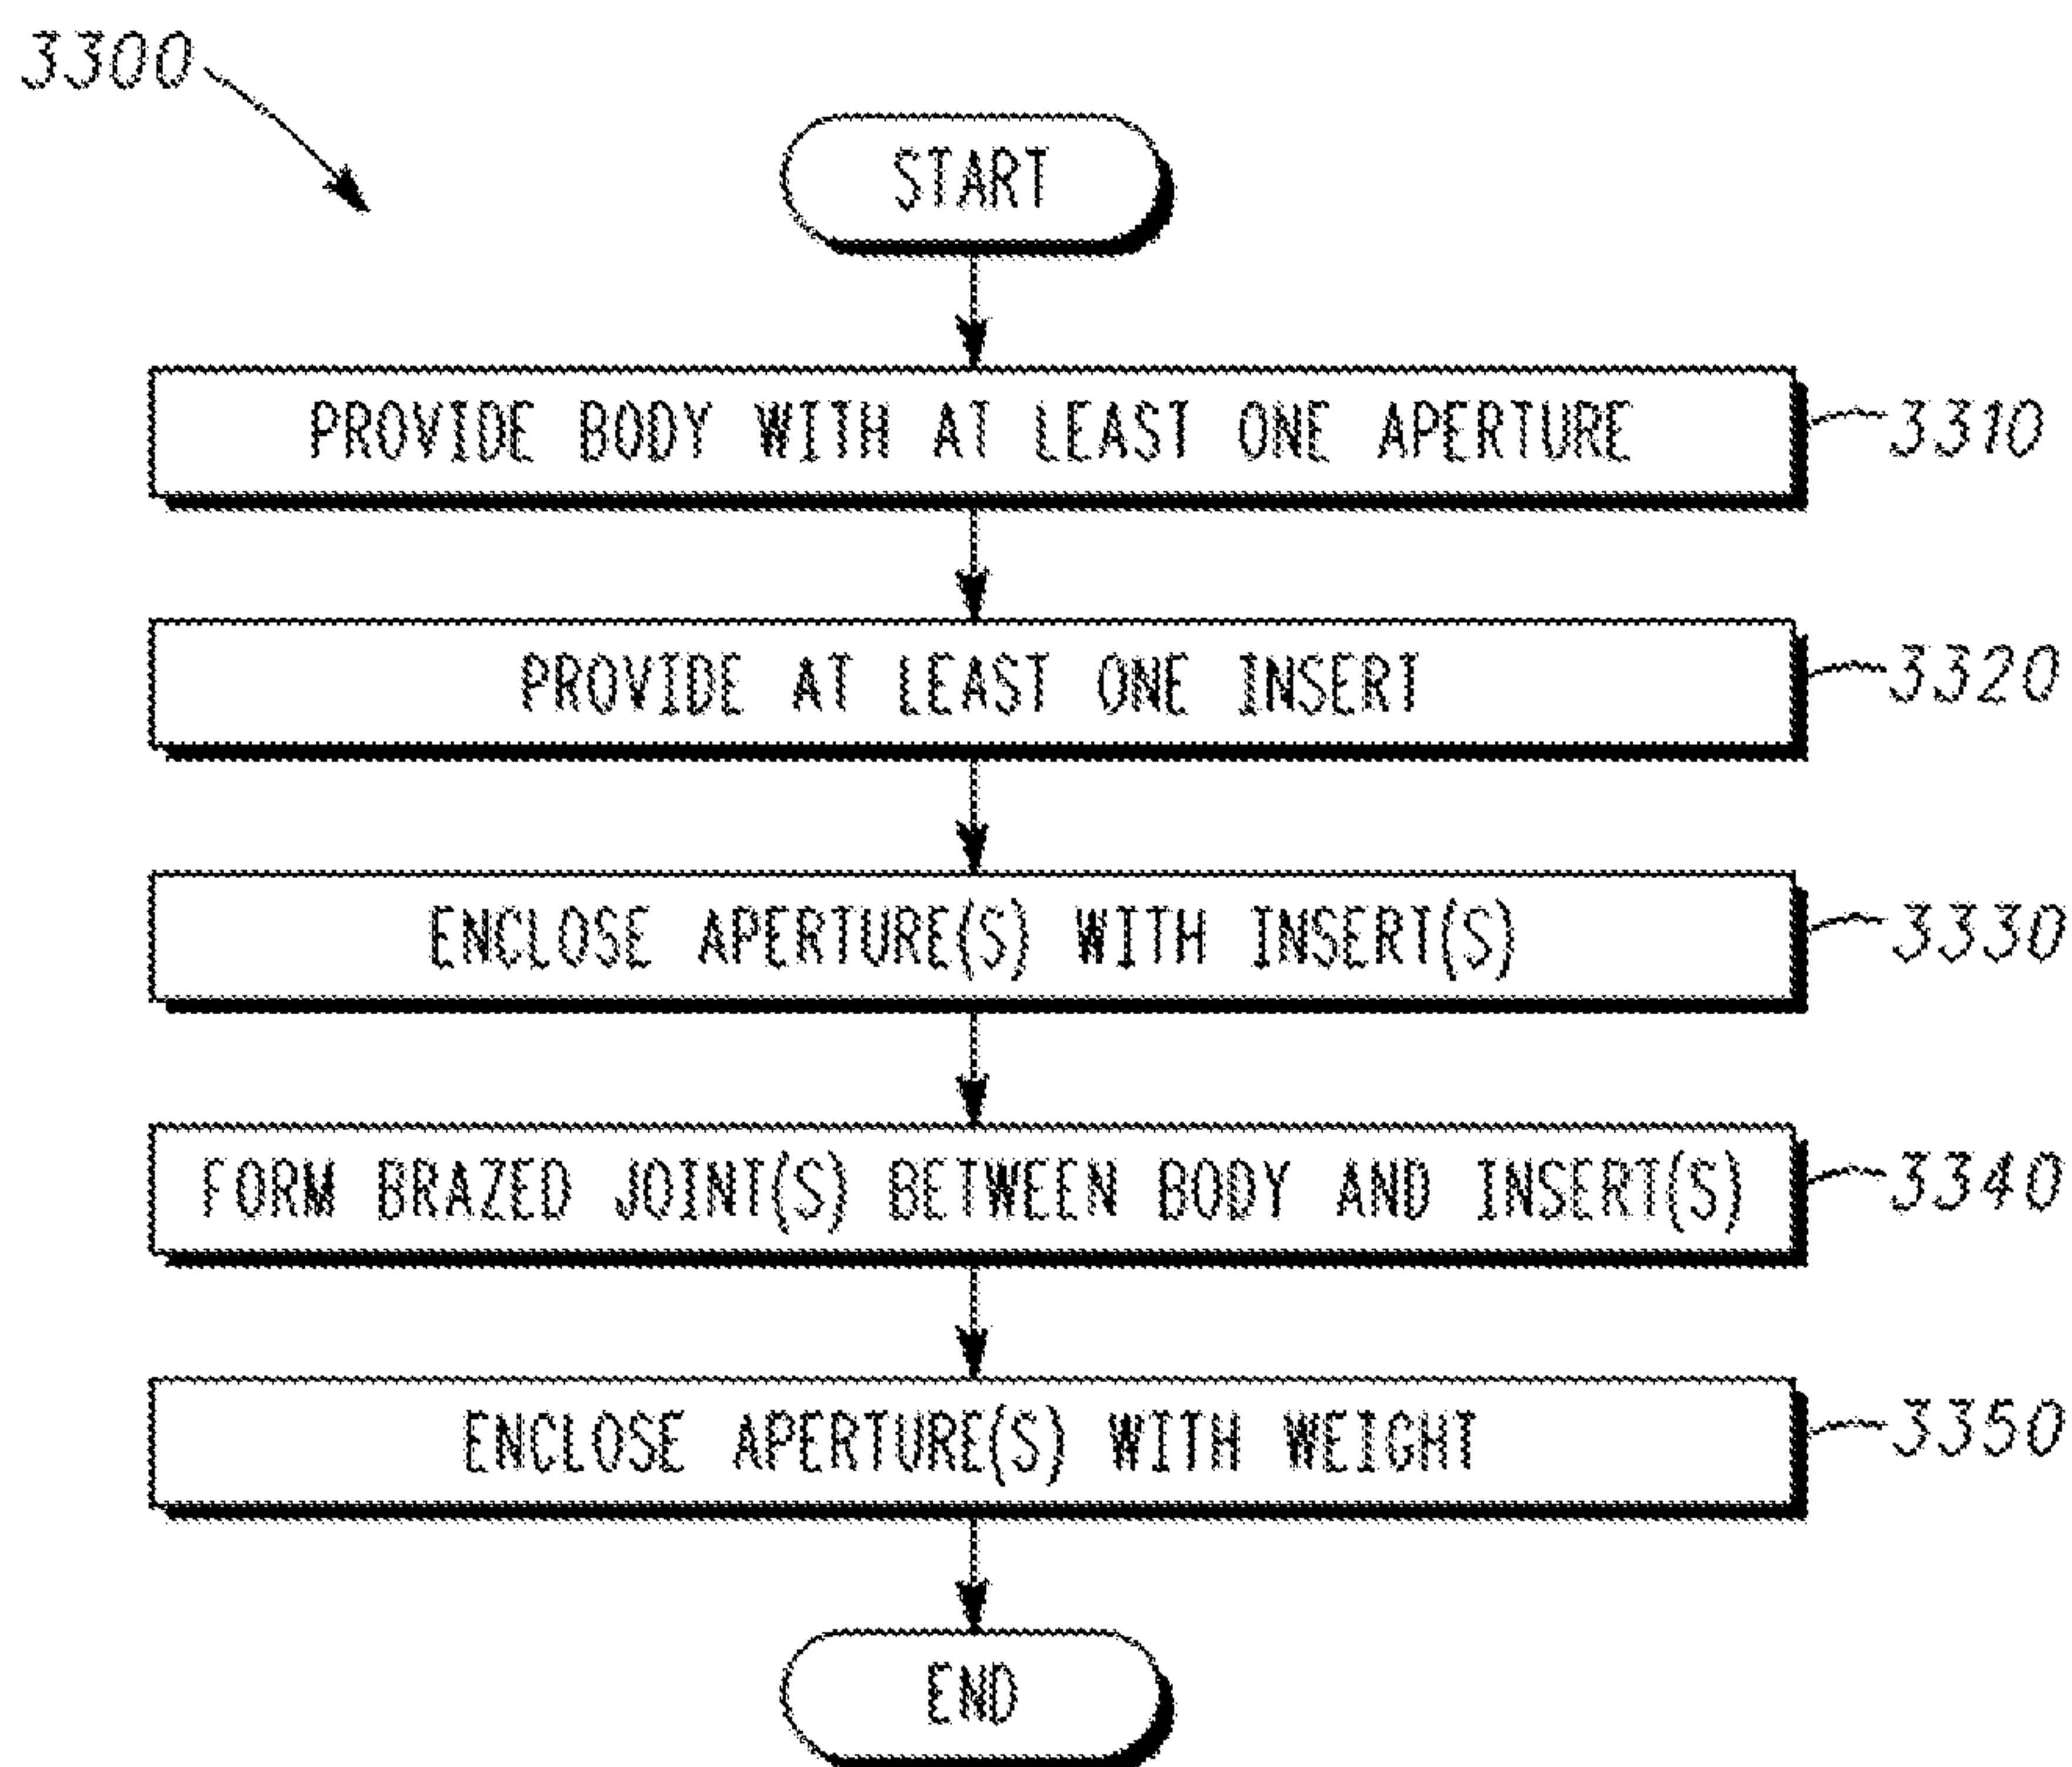 3300
START
PROVIDE BODY WITH AT LEAST ONE APERTURE 3310
PROVIDE AT LEAST ONE INSERT 3320
ENCLOSE APERTURE(S) WITH INSERT(S) 3330
FORM BRAZED JOINT(S) BETWEEN BODY AND INSERT(S) 3340
ENCLOSE APERTURE(S) WITH WEIGHT 3350
END